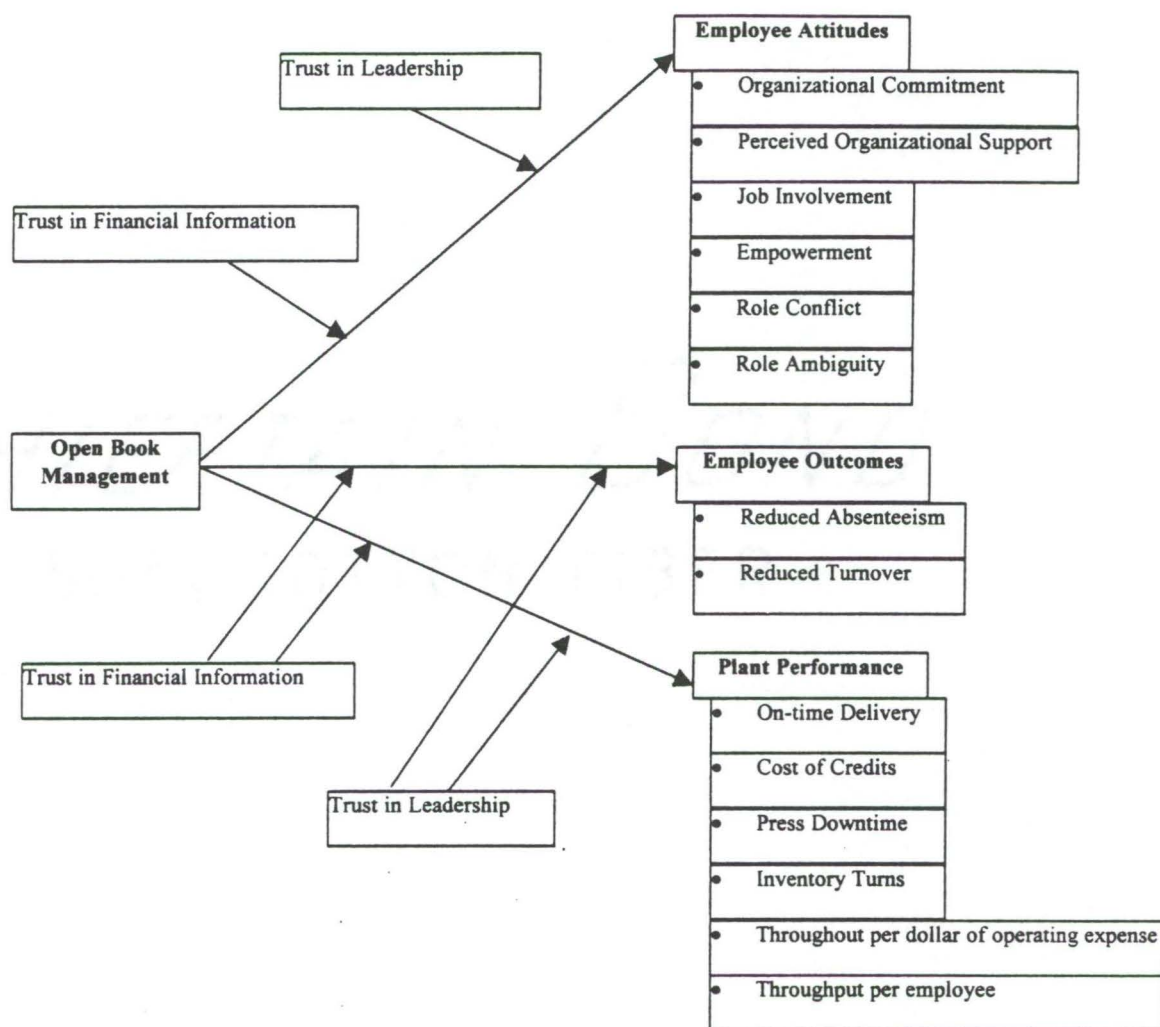 Employee Attitudes
Trust in Leadership
• Organizational Commitment
• Perceived Organizational Support
Trust in Financial Information
• Job Involvement
• Empowerment
• Role Conflict
• Role Ambiguity
Open Book
Management
Employee Outcomes
• Reduced Absenteeism
• Reduced Turnover
Trust in Financial Information
Plant Performance
• On-time Delivery
• Cost of Credits
Trust in Leadership
• Press Downtime
• Inventory Turns
• Throughout per dollar of operating expense
• Throughput per employee